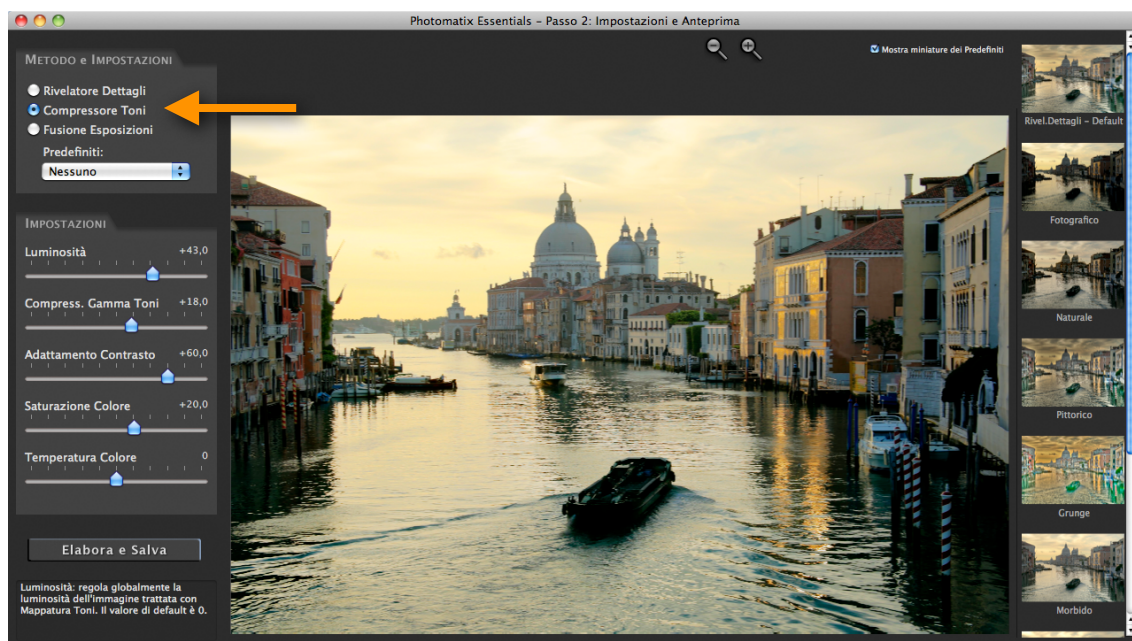 Photomatix Essentials – Passo 2: Impostazioni e Anteprima
Metodo e Impostazioni
Rivelatore Dettagli
Compressore Toni
Fusione Esposizioni
Predefiniti:
Nessuno
Impostazioni
Luminosità +43,0
Compress. Gamma Toni +18,0
Adattamento Contrasto +60,0
Saturazione Colore +20,0
Temperatura Colore 0
Elabora e Salva
Luminosità: regola globalmente la
luminosità dell'immagine trattata con
Mappatura Toni. Il valore di default è 0.
Mostra miniature dei Predefiniti
Rivel.Dettagli – Default
Fotografico
Naturale
Pittorico
Grunge
Morbido